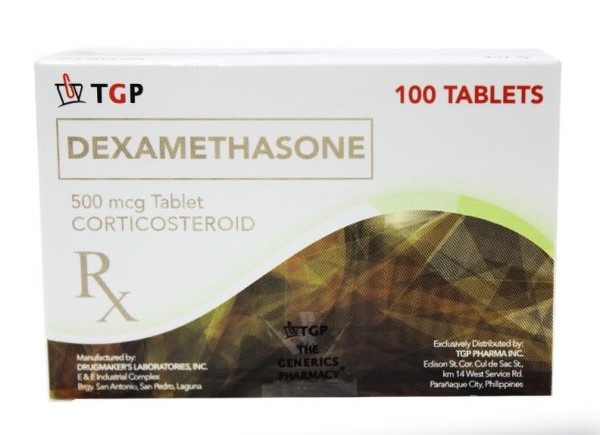 TGP
100 TABLETS
DEXAMETHASONE
500 mcg Tablet
CORTICOSTEROID
Rx
TGP
THE
GENERICS
PHARMACY®
Manufactured by:
DRUGMAKER'S LABORATORIES, INC.
E & E Industrial Complex
Brgy. San Antonio, San Pedro, Laguna
Exclusively Distributed by:
TGP PHARMA INC.
Edison St. Cor. Cul de Sac St.,
km 14 West Service Rd.
Parañaque City, Philippines